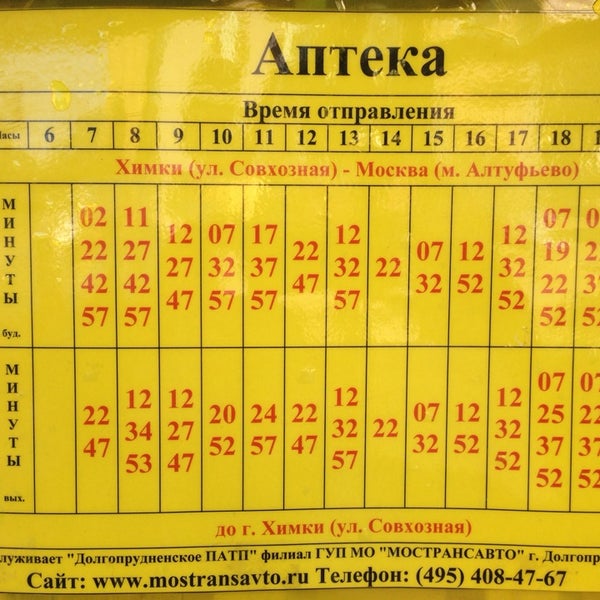 Аптека
Время отправления
Часы 6 7 8 9 10 11 12 13 14 15 16 17 18
Химки (ул. Совхозная) - Москва (м. Алтуфьево)
МИНУТЫ
02 11 12 07 17 22 12 22 07 12 12 07
22 27 27 32 37 47 32 32 52 32 19
42 42 47 57 57 57 52 22
57 57 52
буд.
МИНУТЫ
22 12 12 20 24 22 12 22 07 12 12 07 07
47 34 27 52 57 47 32 32 52 32 25 22
53 47 57 52 37 37
52 52
вых.
до г. Химки (ул. Совхозная)
"Долгопрудненское ПАТП" филиал ГУП МО "МОСТРАНСАВТО" г.
Сайт: www.mostransavto.ru Телефон: (495) 408-47-67